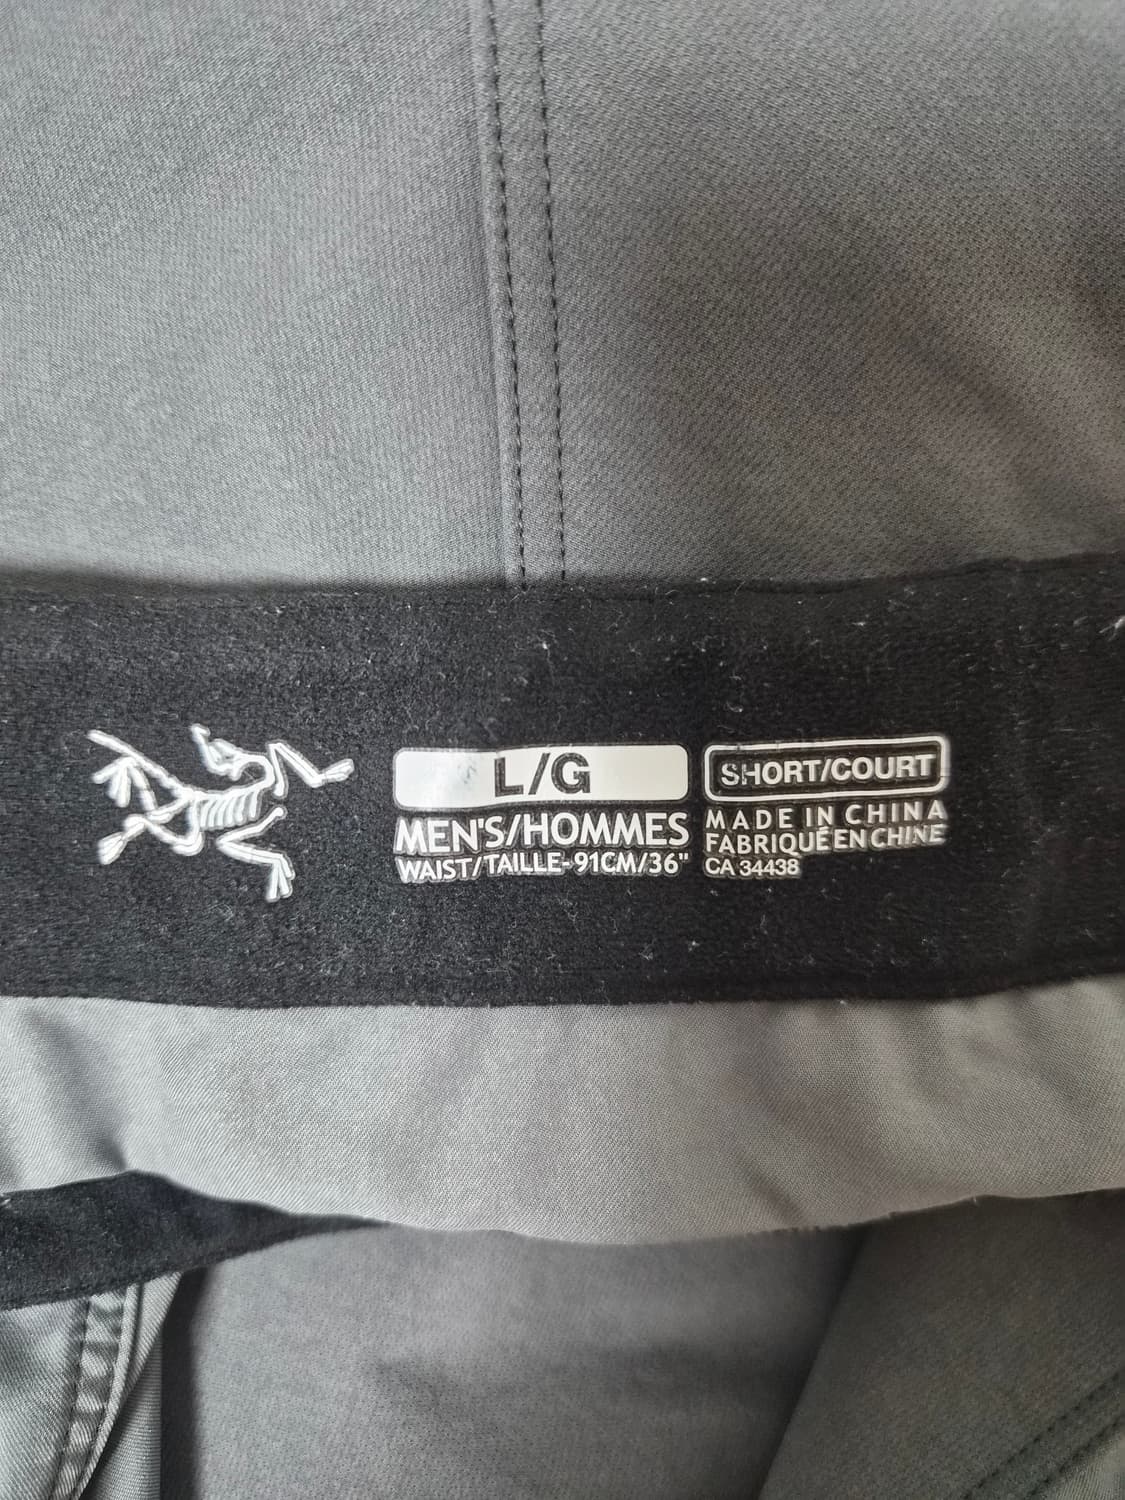 L/G
MEN'S/HOMMES
WAIST/TAILLE-91CM/36"
SHORT/COURT
MADE IN CHINA
FABRIQUÉ EN CHINE
CA 34438